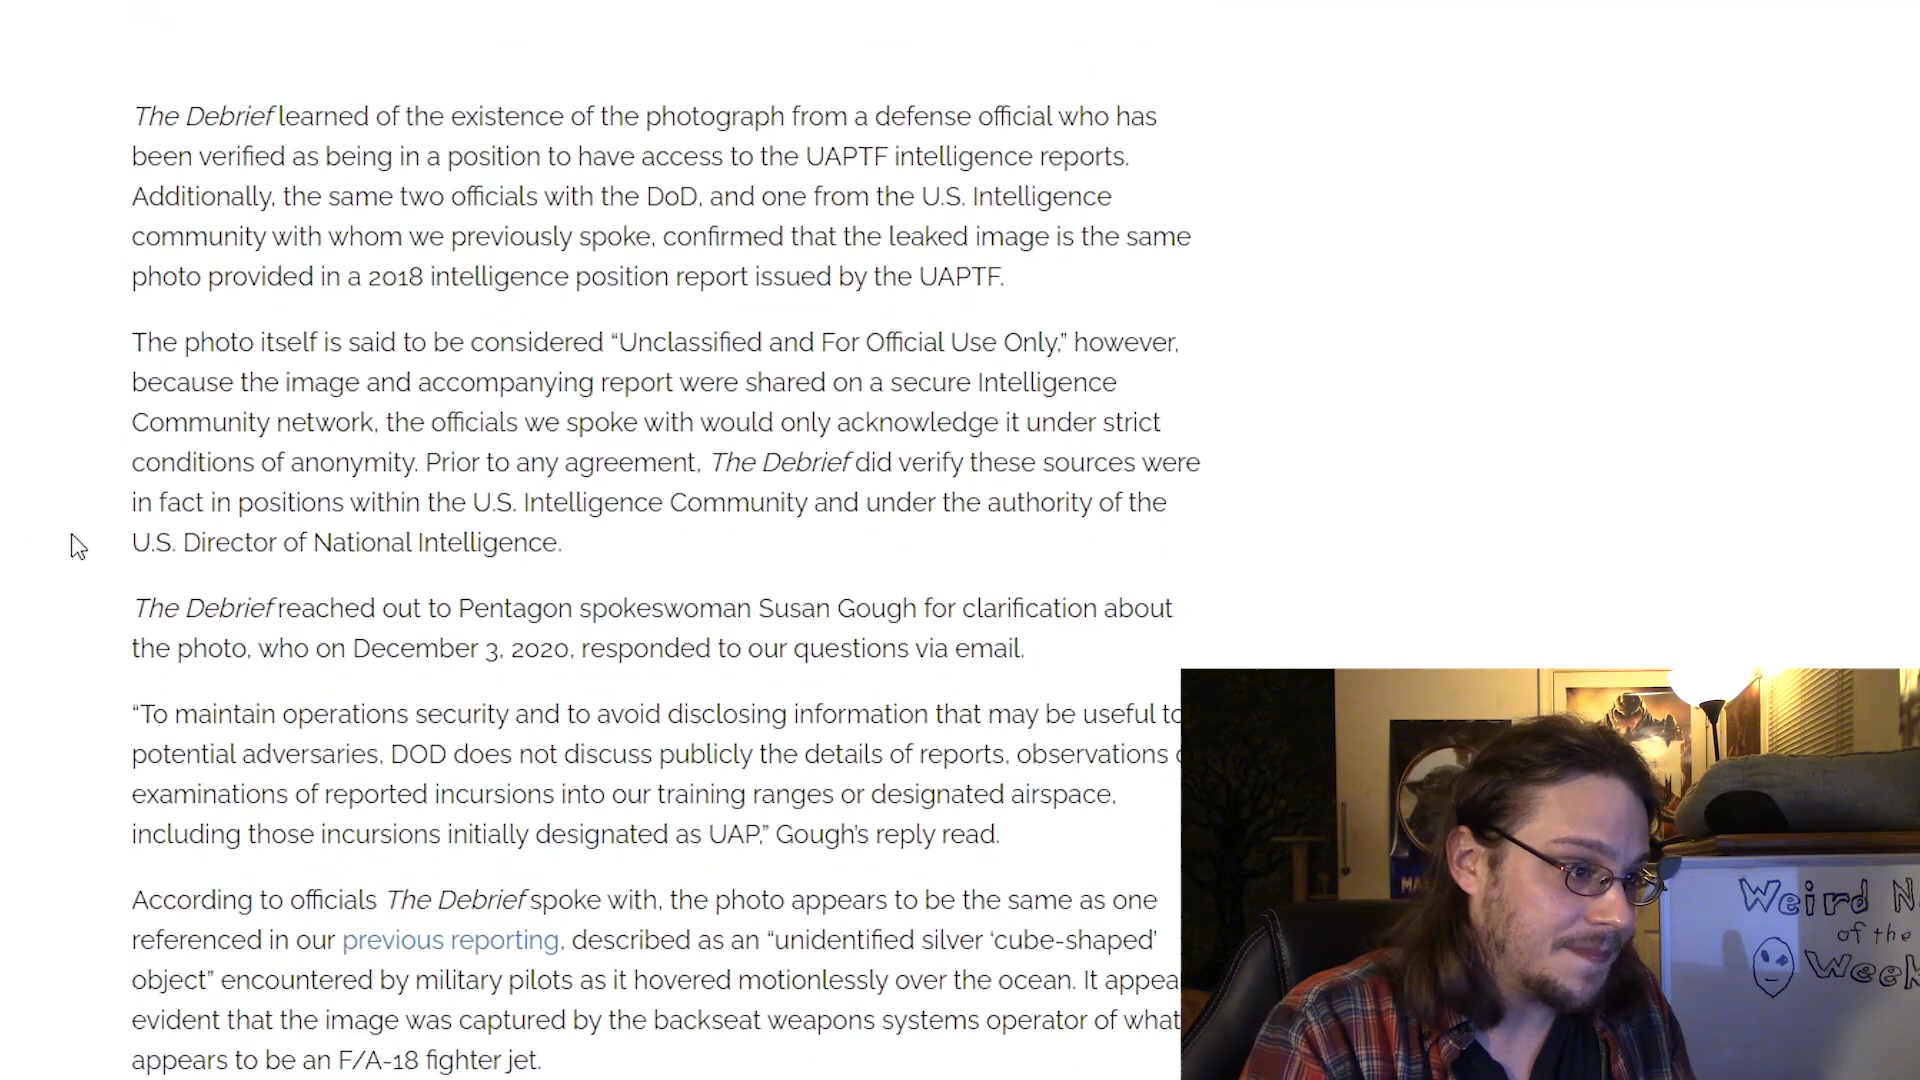 The Debrief learned of the existence of the photograph from a defense official who has
been verified as being in a position to have access to the UAPTF intelligence reports.
Additionally, the same two officials with the DoD, and one from the U.S. Intelligence
community with whom we previously spoke, confirmed that the leaked image is the same
photo provided in a 2018 intelligence position report issued by the UAPTF.
The photo itself is said to be considered “Unclassified and For Official Use Only,” however,
because the image and accompanying report were shared on a secure Intelligence
Community network, the officials we spoke with would only acknowledge it under strict
conditions of anonymity. Prior to any agreement, The Debrief did verify these sources were
in fact in positions within the U.S. Intelligence Community and under the authority of the
U.S. Director of National Intelligence.
The Debrief reached out to Pentagon spokeswoman Susan Gough for clarification about
the photo, who on December 3, 2020, responded to our questions via email.
“To maintain operations security and to avoid disclosing information that may be useful to
potential adversaries, DOD does not discuss publicly the details of reports, observations
examinations of reported incursions into our training ranges or designated airspace,
including those incursions initially designated as UAP,” Gough’s reply read.
According to officials The Debrief spoke with, the photo appears to be the same as one
referenced in our previous reporting, described as an “unidentified silver ‘cube-shaped’
object” encountered by military pilots as it hovered motionlessly over the ocean. It appea
evident that the image was captured by the backseat weapons systems operator of what
appears to be an F/A-18 fighter jet.
MA
Weird N
of the
Week